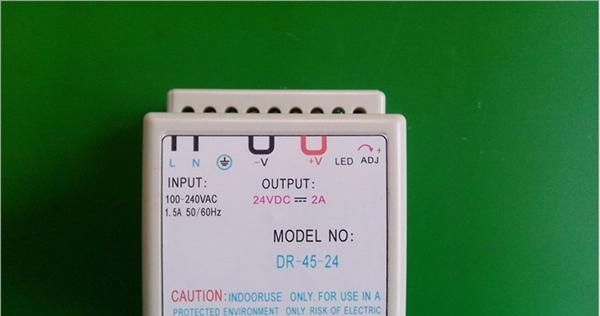 L N -V +V LED + ADJ
INPUT: OUTPUT:
100-240VAC 24VDC 2A
1.5A 50/60Hz
MODEL NO:
DR-45-24
CAUTION: INDOORUSE ONLY. FOR USE IN A
PROTECTED ENVIRONMENT ONLY. RISK OF ELECTRIC